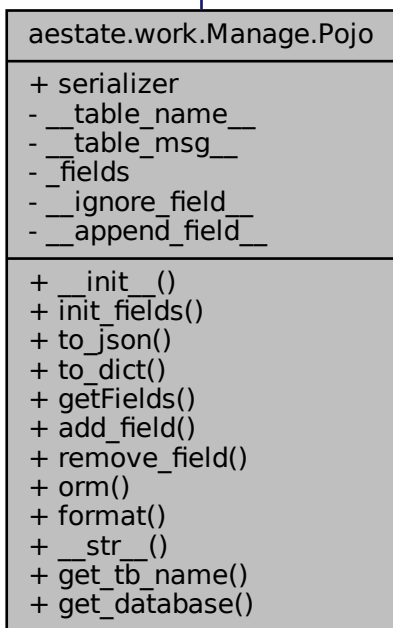 aestate.work.Manage.Pojo
+ serializer
- __table_name__
- __table_msg__
- _fields
- __ignore_field__
- __append_field__
+ __init__()
+ init_fields()
+ to_json()
+ to_dict()
+ getFields()
+ add_field()
+ remove_field()
+ orm()
+ format()
+ __str__()
+ get_tb_name()
+ get_database()